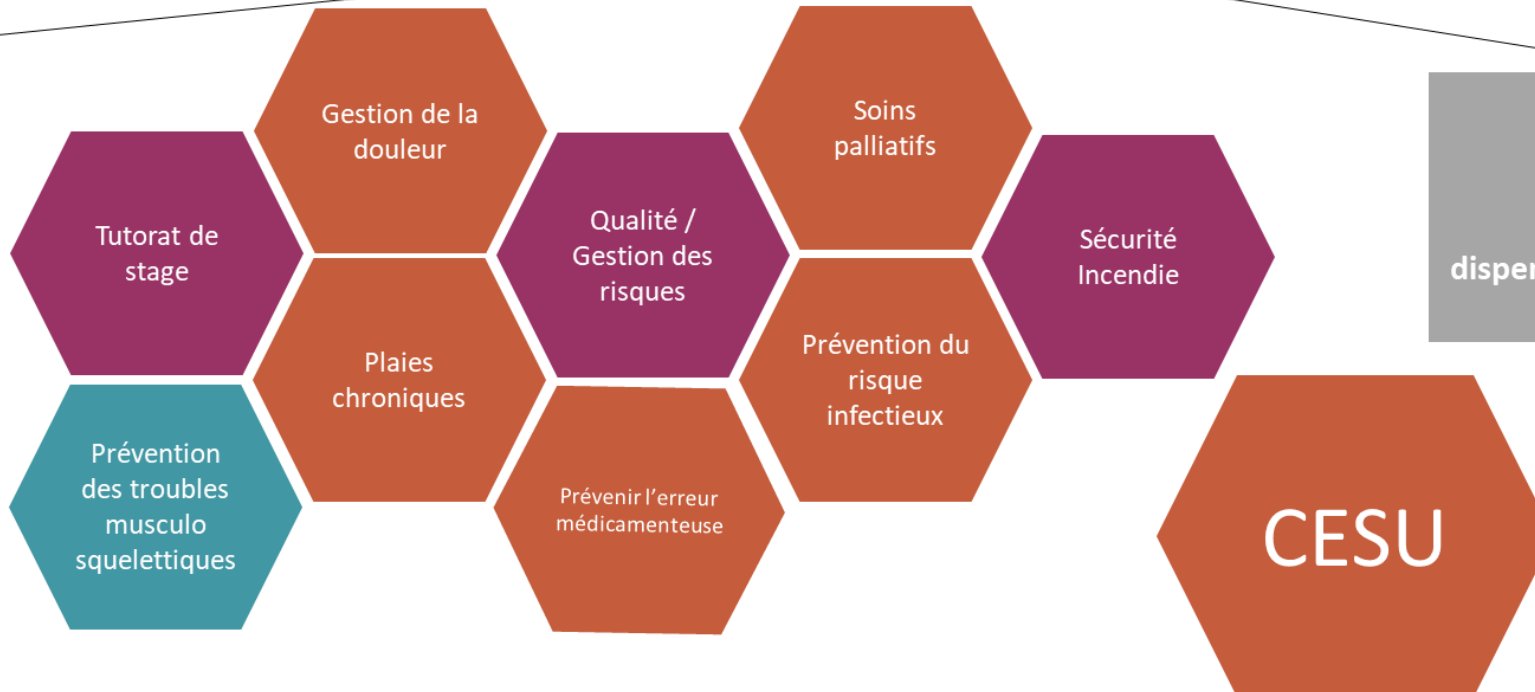 Gestion de la
douleur
Soins
palliatifs
Tutorat de
stage
Qualité /
Gestion des
risques
Sécurité
Incendie
Plaies
chroniques
Prévention du
risque
infectieux
Prévention
des troubles
musculo
squelettiques
Prévenir l’erreur
médicamenteuse
CESU